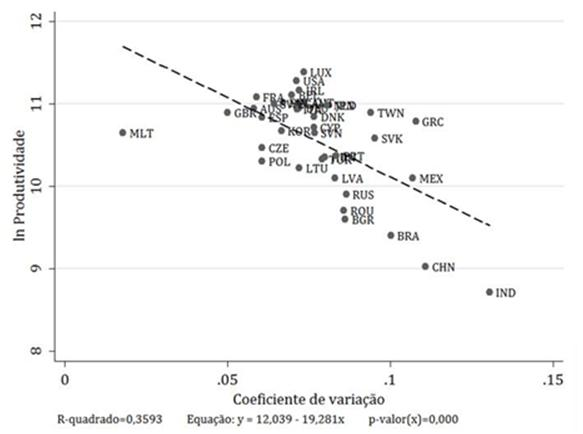 12
11
10
9
8
ln Produtividade
LUX
USA
IRL
FRA
BEL
AUS
GBR
ESP
DNK
TWN
GRC
MLT
KOR
CYP
SVN
SVK
CZE
POL
PRT
TUR
LTU
LVA
MEX
RUS
ROU
BGR
BRA
CHN
IND
0
.05
.1
.15
Coeficiente de variação
R-quadrado=0,3593 Equação: y = 12,039 - 19,281x p-valor(x)=0,000